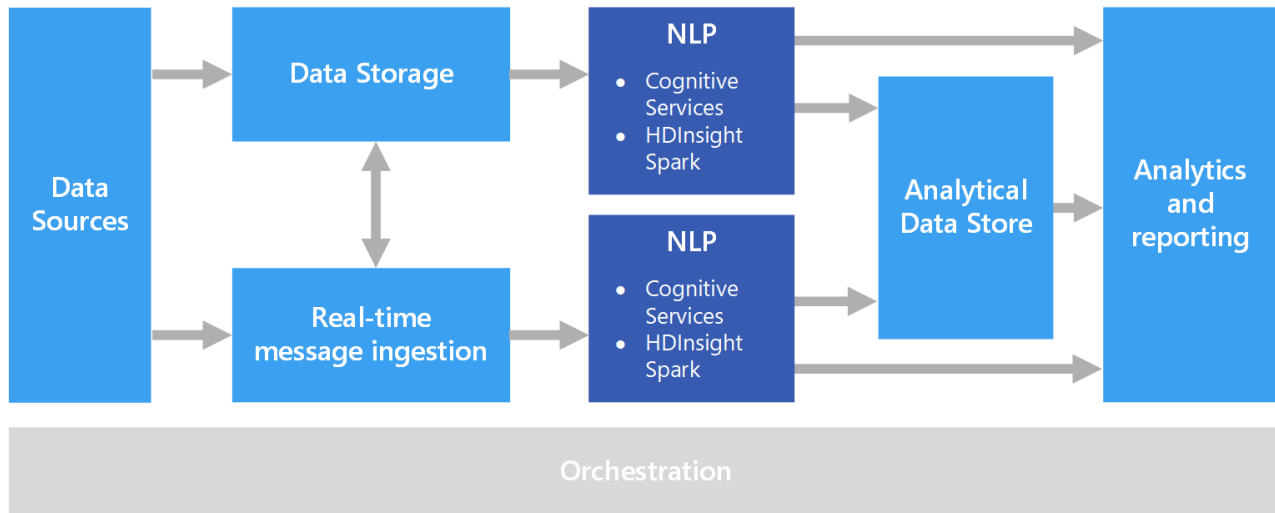 Data
Sources
Data Storage
Real-time
message ingestion
NLP
• Cognitive
Services
• HDInsight
Spark
NLP
• Cognitive
Services
• HDInsight
Spark
Analytical
Data Store
Analytics
and
reporting
Orchestration